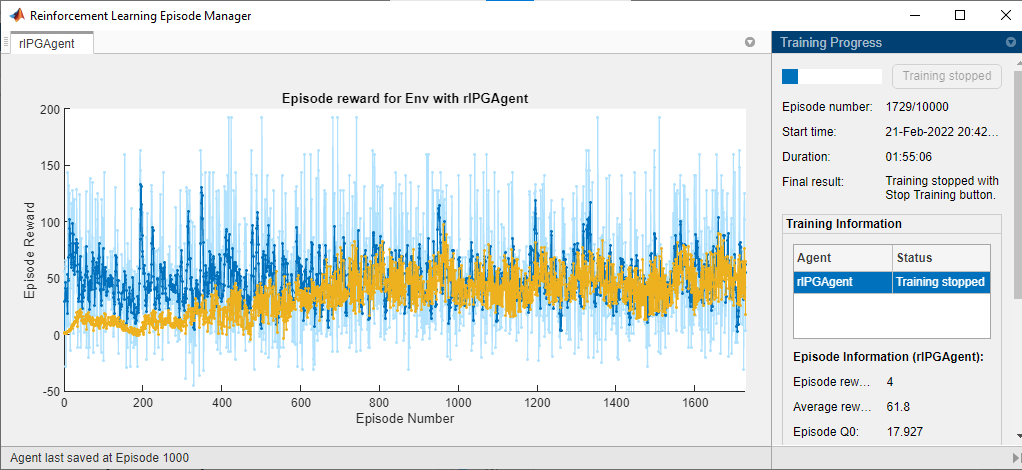 Reinforcement Learning Episode Manager
rlPGAgent
Episode reward for Env with rlPGAgent
200
150
100
50
0
-50
Episode Reward
0 200 400 600 800 1000 1200 1400 1600
Episode Number
Training Progress
Training stopped
Episode number: 1729/10000
Start time: 21-Feb-2022 20:42...
Duration: 01:55:06
Final result: Training stopped with
Stop Training button.
Training Information
Agent Status
rlPGAgent Training stopped
Episode Information (rlPGAgent):
Episode rew... 4
Average rew... 61.8
Episode Q0: 17.927
Agent last saved at Episode 1000